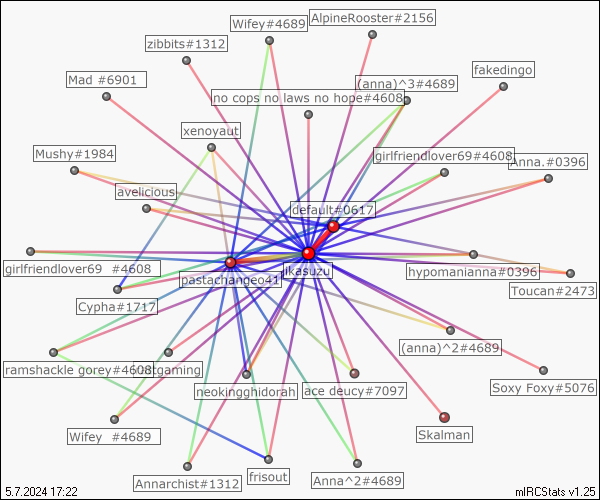 AlpineRooster#2156
Wifey#4689
zibbits#1312
fakedingo
Mad #6901
(anna)^3#4689
no cops no laws no hope#4608
xenoyaut
Mushy#1984
girlfriendlover69#4608
Anna.#0396
avelicious
default#0617
girlfriendlover69 #4608
ikasuzu
hypomanianna#0396
pastachangeo41
Toucan#2473
Cypha#1717
(anna)^2#4689
ramshackle gorey#4608
tgaming
Soxy Foxy#5076
neokingghidorah
ace deucy#7097
Wifey #4689
Skalman
Annarchist#1312
frisout
Anna^2#4689
5.7.2024 17:22
mIRCStats v1.25